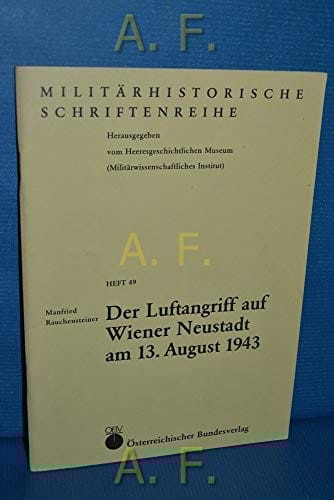 A. F.
MILITÄRHISTORISCHE
SCHRIFTENREIHE
Herausgegeben
vom Heeresgeschichtlichen Museum
(Militärwissenschaftliches Institut)
A. F.
HEFT 49
Manfried
Rauchensteiner
Der Luftangriff auf
Wiener Neustadt
am 13. August 1943
ÖBV
Österreichischer Bundesverlag
A. F.